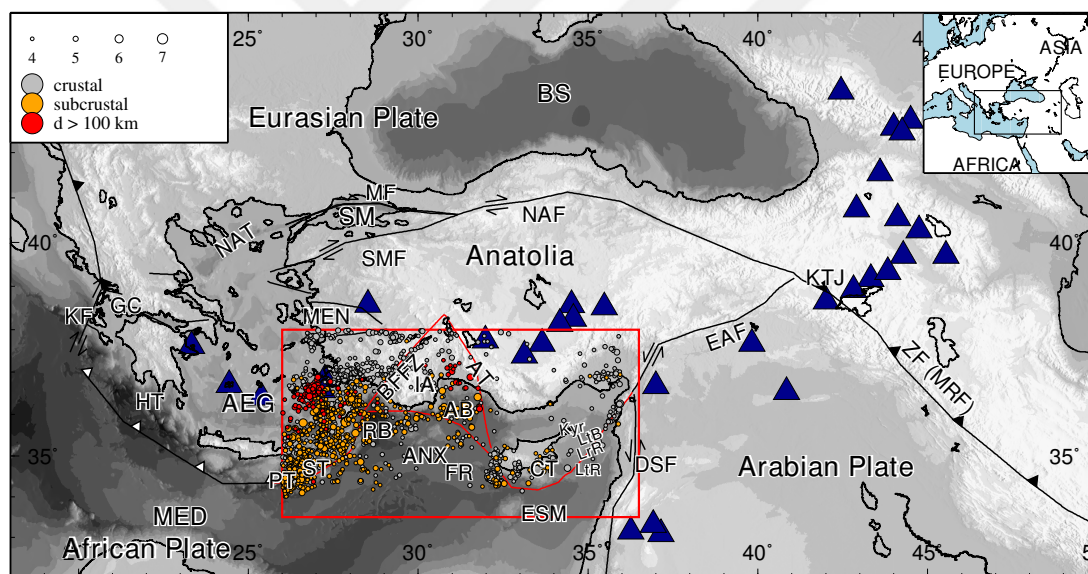 4 5 6 7
crustal
subcrustal
d > 100 km
25˚ 30˚ 35˚ 40˚ 4
ASIA
EUROPE
AFRICA
BS
Eurasian Plate
MF
SM
NAF
NAT
40˚
40˚
SMF
Anatolia
KTJ
GC
KF
MEN
EAF
ZF (MRF)
BFFZ
AT
IA
HT
AEG
AB
RB
Kyr
LtB
ANX
LrR
35˚
35˚
FR
CT
LtR
DSF
Arabian Plate
ST
PT
MED
ESM
African Plate
25˚ 30˚ 35˚ 40˚ 45˚ 5